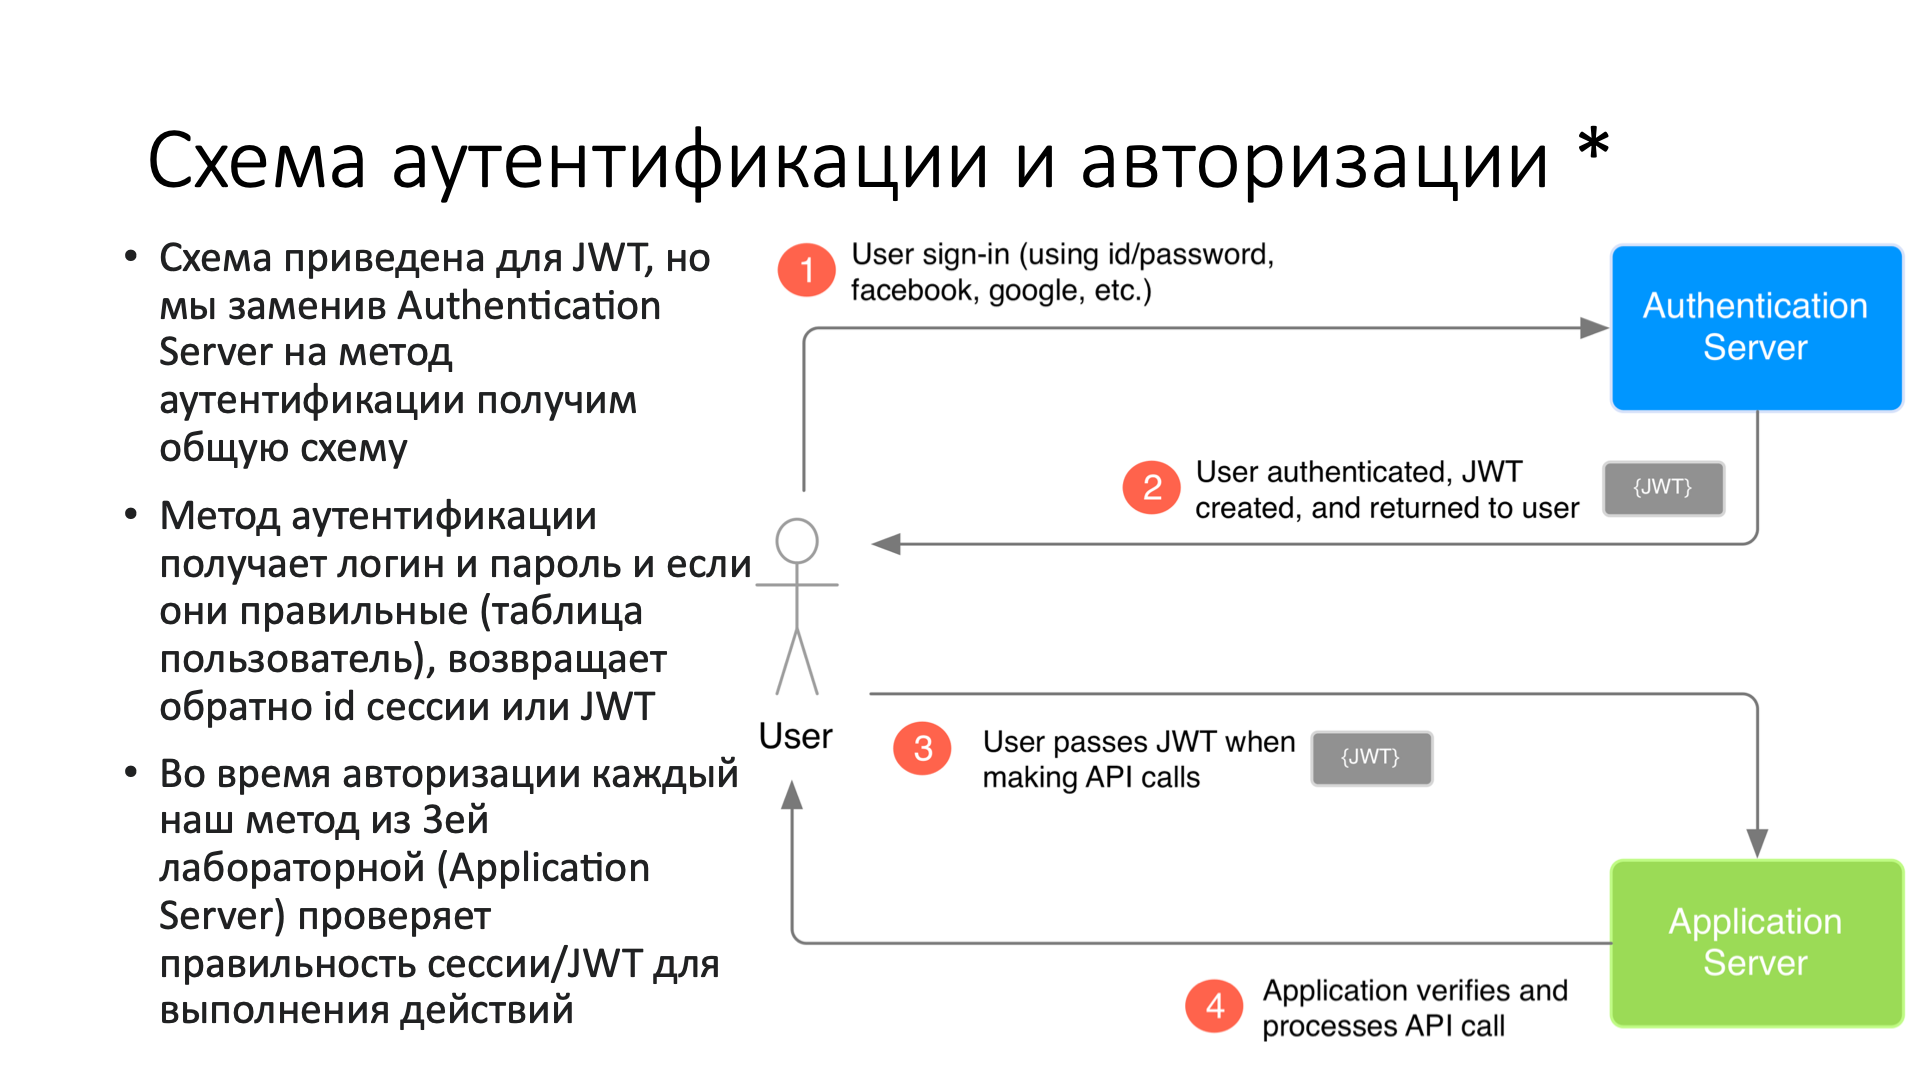 Схема аутентификации и авторизации *
• Схема приведена для JWT, но
мы заменив Authentication
Server на метод
аутентификации получим
общую схему
• Метод аутентификации
получает логин и пароль и если
они правильные (таблица
пользователь), возвращает
обратно id сессии или JWT
• Во время авторизации каждый
наш метод из 3ей
лабораторной (Application
Server) проверяет
правильность сессии/JWT для
выполнения действий
1
User sign-in (using id/password,
facebook, google, etc.)
Authentication
Server
2
User authenticated, JWT
created, and returned to user
{JWT}
User
3
User passes JWT when
making API calls
{JWT}
Application
Server
4
Application verifies and
processes API call